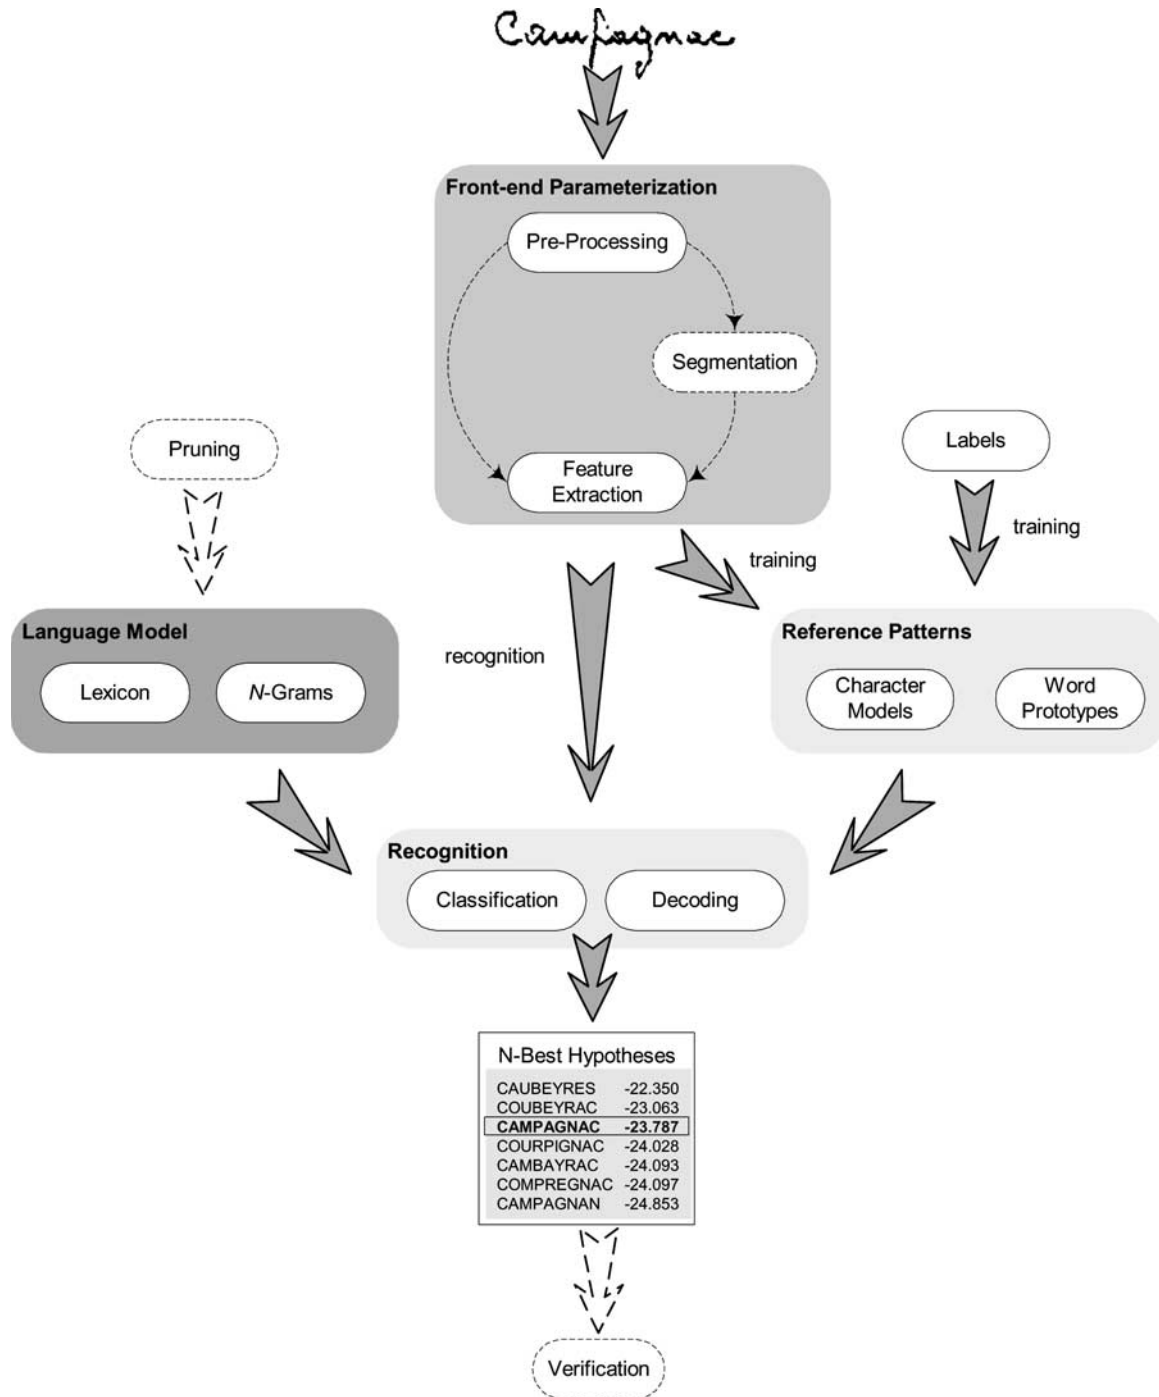 Campagnac
Front-end Parameterization
Pre-Processing
Segmentation
Feature
Extraction
Pruning
Labels
training
training
recognition
Language Model
Lexicon
N-Grams
Reference Patterns
Character
Models
Word
Prototypes
Recognition
Classification
Decoding
N-Best Hypotheses
CAUBEYRES -22.350
COUBEYRAC -23.063
CAMPAGNAC -23.787
COURPIGNAC -24.028
CAMBAYRAC -24.093
COMPREGNAC -24.097
CAMPAGNAN -24.853
Verification